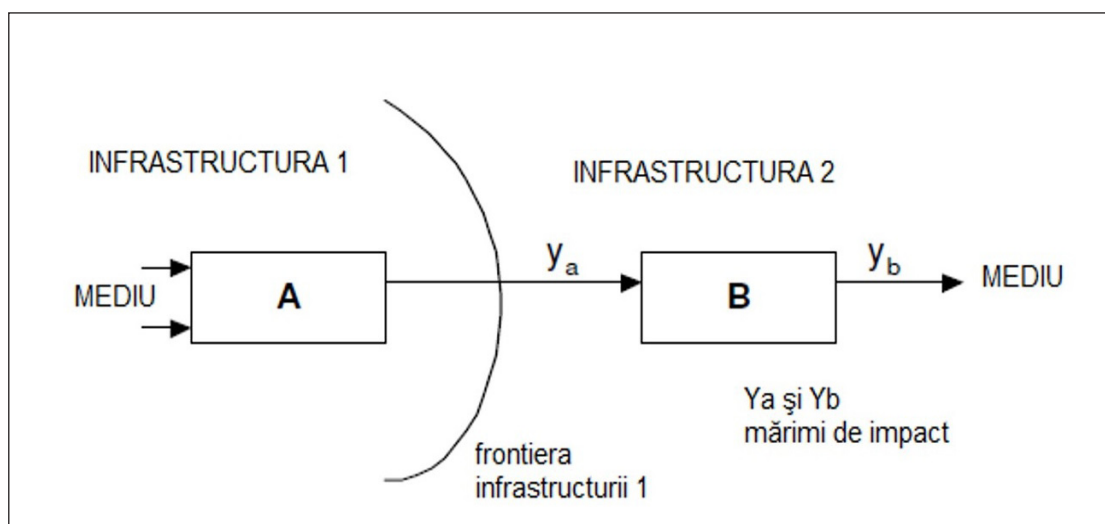 INFRASTRUCTURA 1
INFRASTRUCTURA 2
MEDIU
A
ya
B
yb
MEDIU
Ya şi Yb
mărimi de impact
frontiera
infrastructurii 1